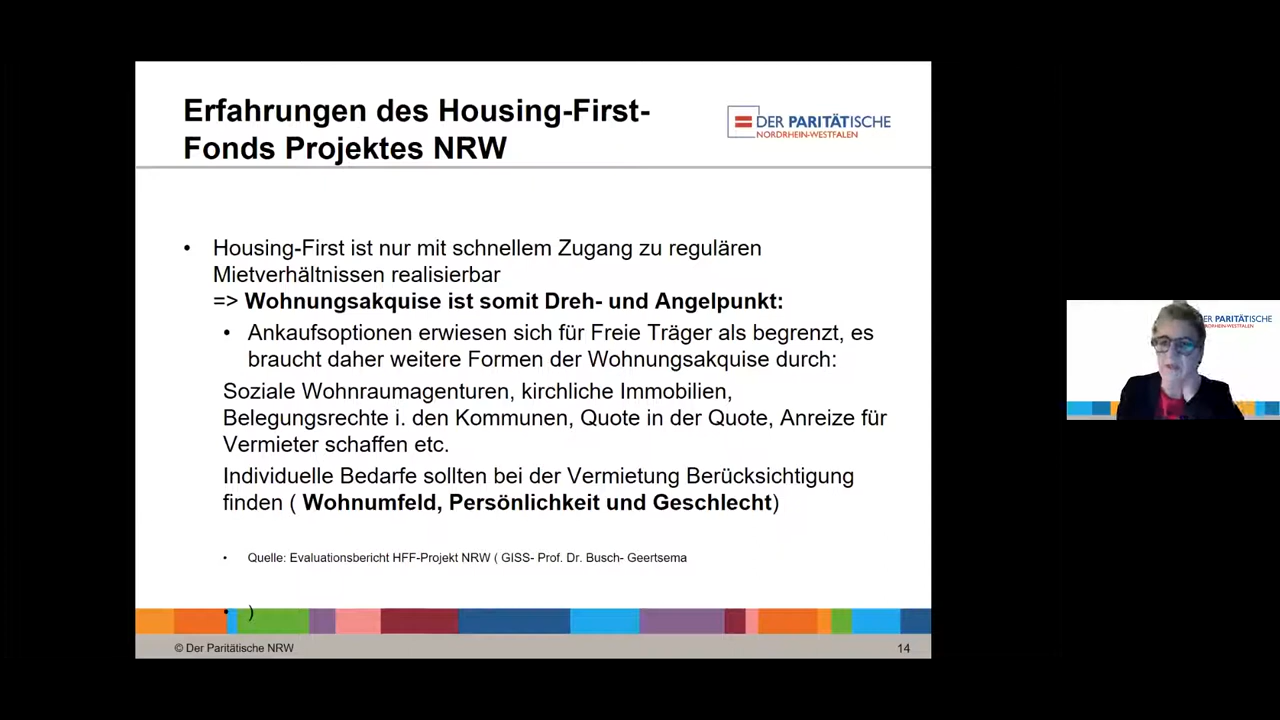 Erfahrungen des Housing-First-
Fonds Projektes NRW
DER PARITÄTISCHE
NORDRHEIN-WESTFALEN
• Housing-First ist nur mit schnellem Zugang zu regulären
Mietverhältnissen realisierbar
=> Wohnungsakquise ist somit Dreh- und Angelpunkt:
• Ankaufsoptionen erwiesen sich für Freie Träger als begrenzt, es
braucht daher weitere Formen der Wohnungsakquise durch:
Soziale Wohnraumagenturen, kirchliche Immobilien,
Belegungsrechte i. den Kommunen, Quote in der Quote, Anreize für
Vermieter schaffen etc.
Individuelle Bedarfe sollten bei der Vermietung Berücksichtigung
finden ( Wohnumfeld, Persönlichkeit und Geschlecht)
• Quelle: Evaluationsbericht HFF-Projekt NRW ( GISS- Prof. Dr. Busch- Geertsema
• )
© Der Paritätische NRW
14
ER PARITÄTISCHE
NORDRHEIN-WESTFALEN